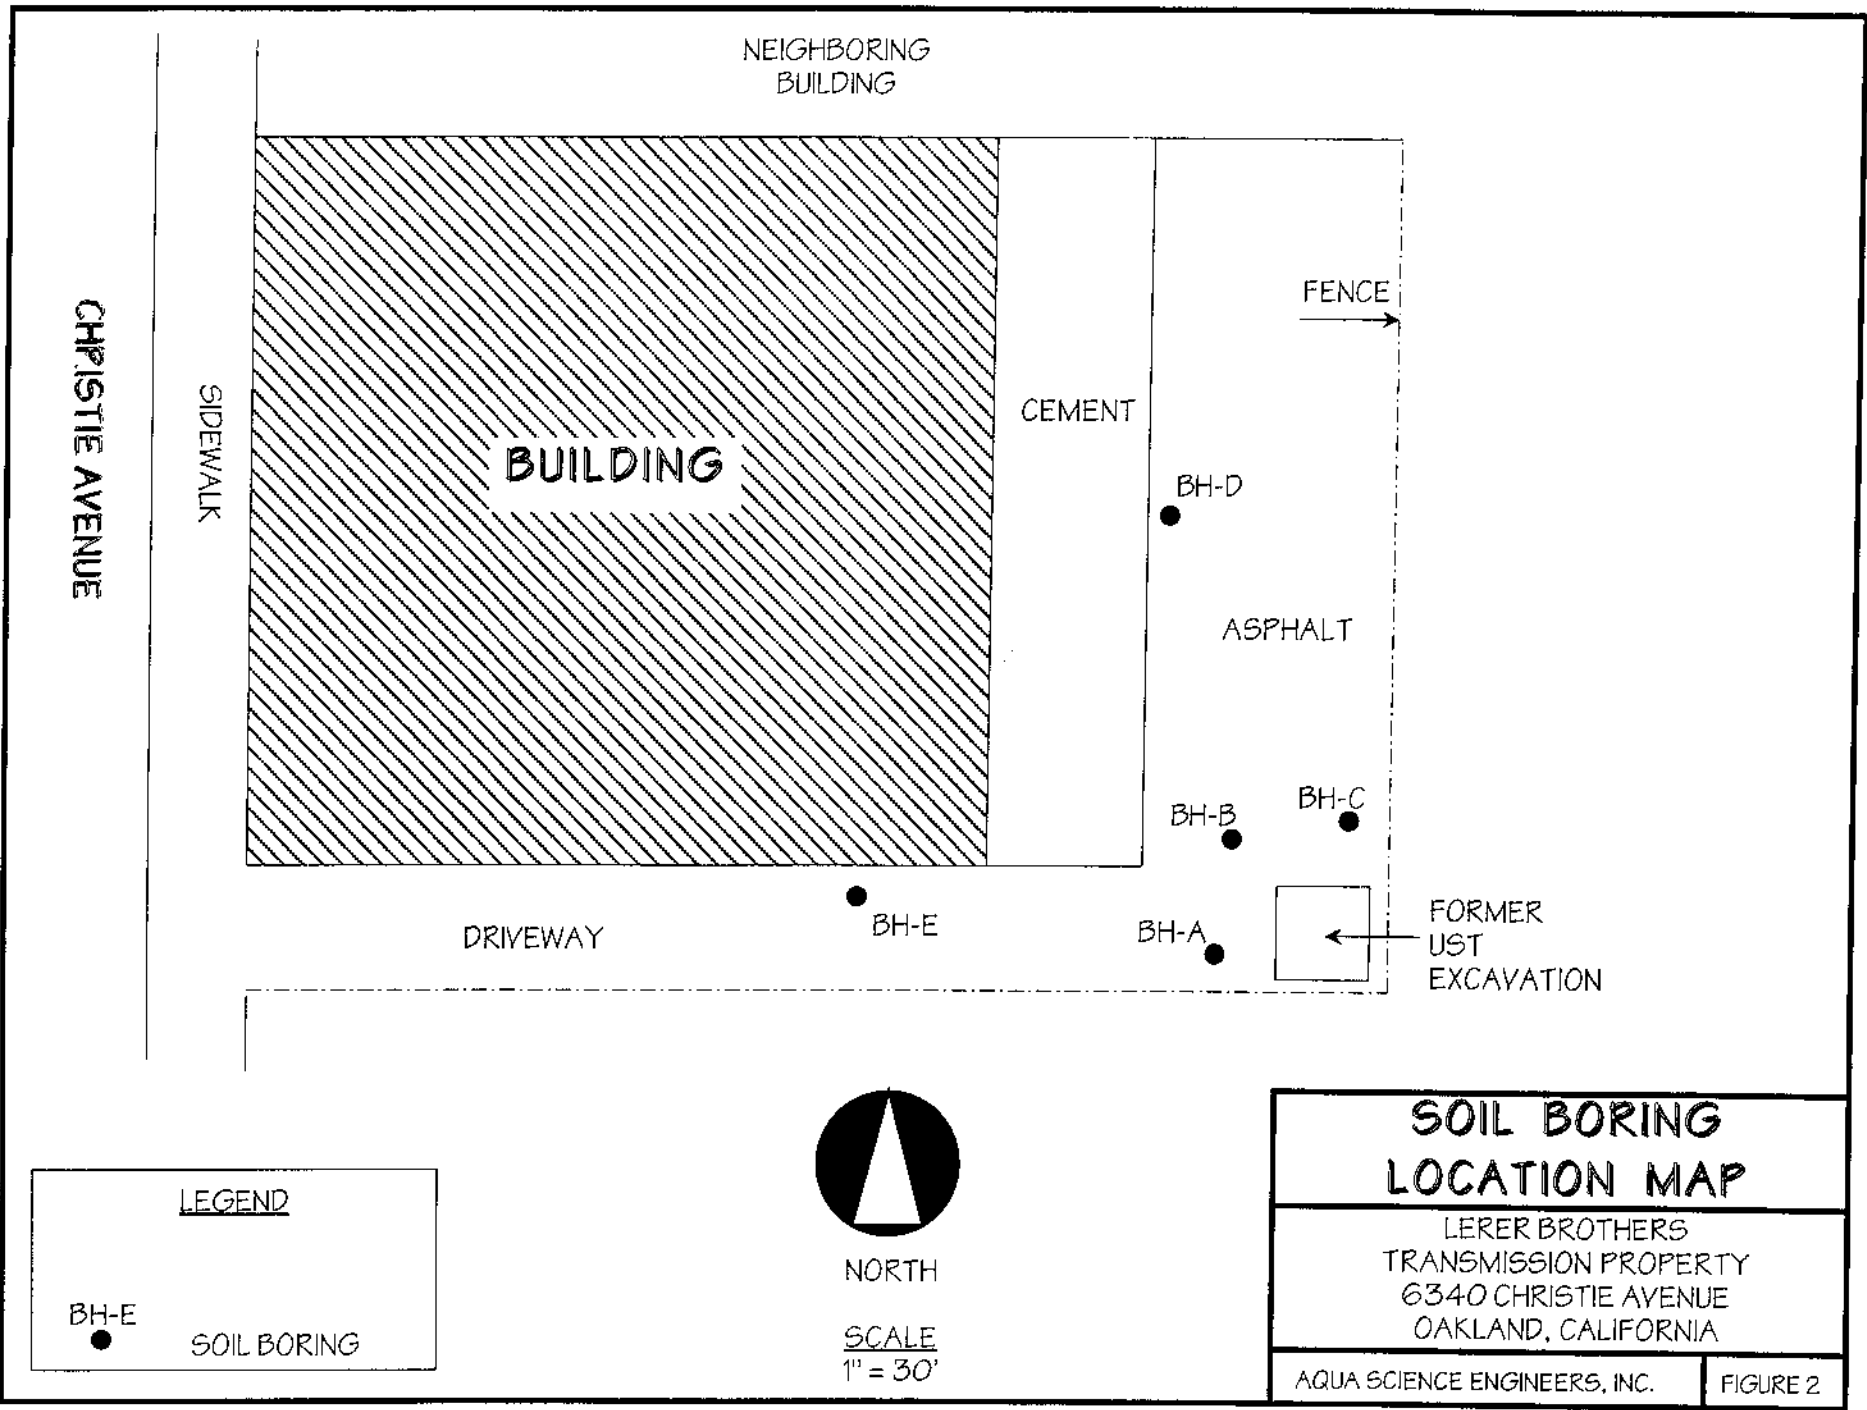 NEIGHBORING
BUILDING
CHRISTIE AVENUE
SIDEWALK
FENCE
CEMENT
BUILDING
BH-D
ASPHALT
BH-C
BH-B
BH-E
DRIVEWAY
BH-A
FORMER
UST
EXCAVATION
SOIL BORING
LOCATION MAP
LERER BROTHERS
TRANSMISSION PROPERTY
6340 CHRISTIE AVENUE
OAKLAND, CALIFORNIA
AQUA SCIENCE ENGINEERS, INC.
FIGURE 2
NORTH
SCALE
1" = 30'
LEGEND
BH-E
SOIL BORING